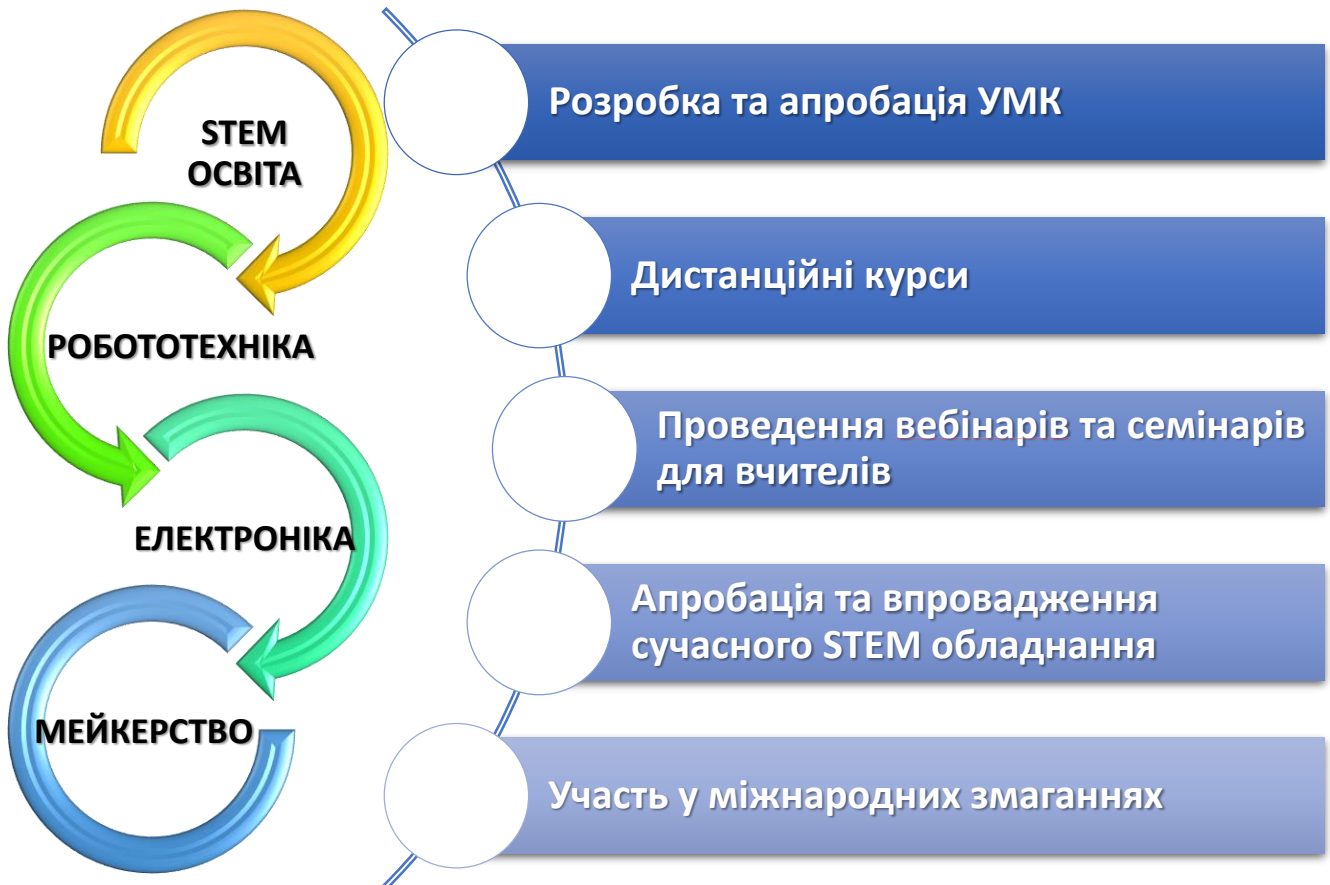 STEM
ОСВІТА
РОБОТОТЕХНІКА
ЕЛЕКТРОНІКА
МЕЙКЕРСТВО
Розробка та апробація УМК
Дистанційні курси
Проведення вебінарів та семінарів
для вчителів
Апробація та впровадження
сучасного STEM обладнання
Участь у міжнародних змаганнях